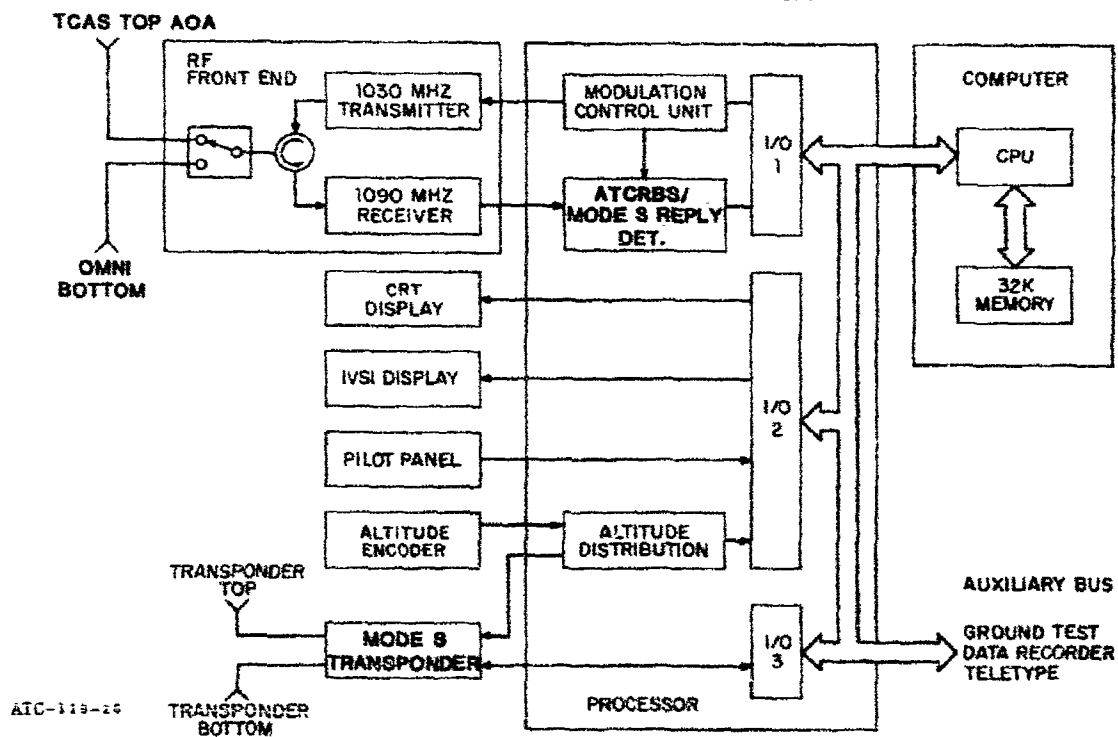 TCAS TOP AOA
RF
FRONT END
1030 MHZ
TRANSMITTER
MODULATION
CONTROL UNIT
I/O
1
COMPUTER
CPU
1090 MHZ
RECEIVER
ATCRBS/
MODE S REPLY
DET.
OMNI
BOTTOM
32K
MEMORY
CRT
DISPLAY
IVSI DISPLAY
I/O
2
PILOT PANEL
ALTITUDE
ENCODER
ALTITUDE
DISTRIBUTION
TRANSPONDER
TOP
AUXILIARY BUS
MODE S
TRANSPONDER
I/O
3
GROUND TEST
DATA RECORDER
TELETYPE
PROCESSOR
TRANSPONDER
BOTTOM